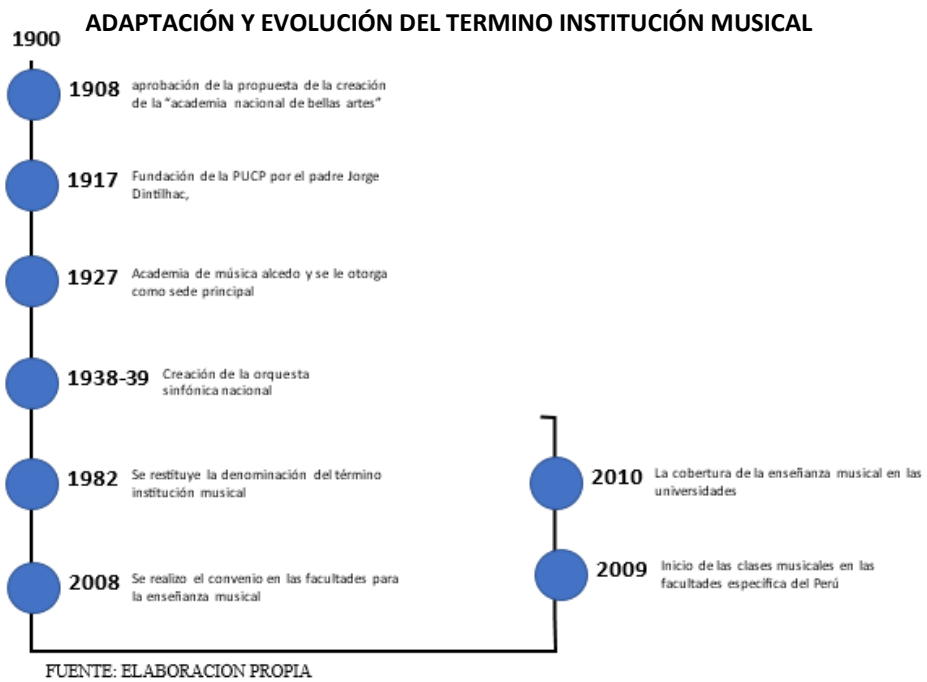 ADAPTACIÓN Y EVOLUCIÓN DEL TERMINO INSTITUCIÓN MUSICAL
1900
1908 aprobación de la propuesta de la creación
de la "academia nacional de bellas artes"
1917 Fundación de la PUCP por el padre Jorge
Dintilhac,
1927 Academia de música alcedo y se le otorga
como sede principal
1938-39 Creación de la orquesta
sinfónica nacional
1982 Se restituye la denominación del término
institución musical
2008 Se realizo el convenio en las facultades para
la enseñanza musical
2009 Inicio de las clases musicales en las
facultades específica del Perú
2010 La cobertura de la enseñanza musical en las
universidades
FUENTE: ELABORACION PROPIA